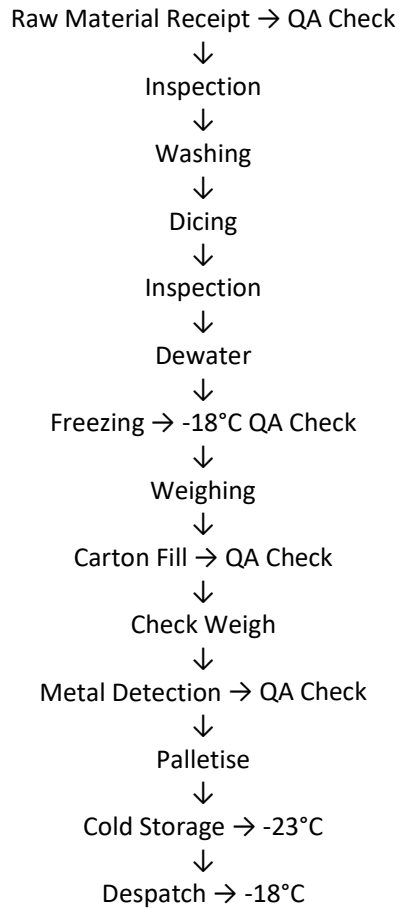 Raw Material Receipt → QA Check
↓
Inspection
↓
Washing
↓
Dicing
↓
Inspection
↓
Dewater
↓
Freezing → -18°C QA Check
↓
Weighing
↓
Carton Fill → QA Check
↓
Check Weigh
↓
Metal Detection → QA Check
↓
Palletise
↓
Cold Storage → -23°C
↓
Despatch → -18°C